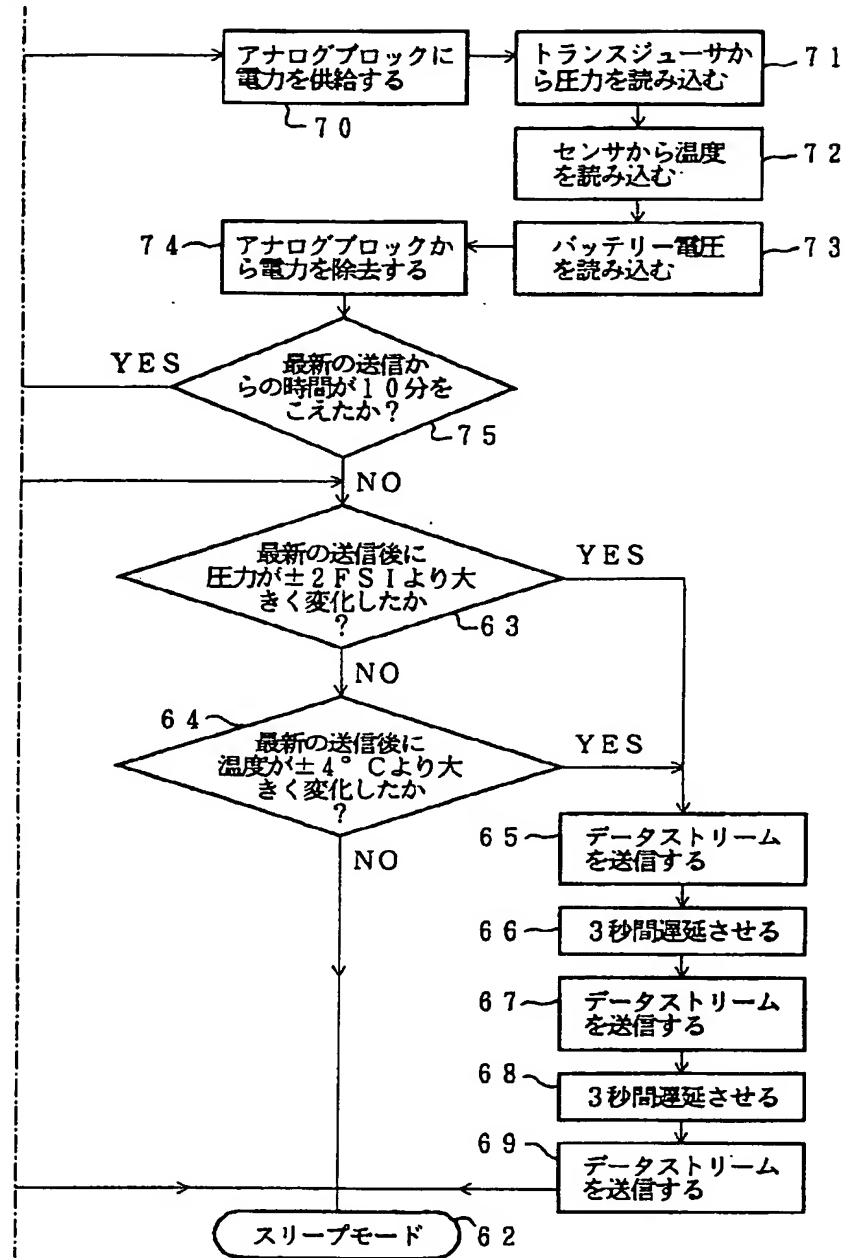 アナログブロックに
電力を供給する
70
トランスジューサか
ら圧力を読み込む
71
センサから温度
を読み込む
72
バッテリー電圧
を読み込む
73
74
アナログブロックか
ら電力を除去する
YES
最新の送信か
らの時間が10分を
こえたか?
75
NO
最新の送信後に
圧力が±2FSIより大
きく変化したか
?
63
YES
NO
64
最新の送信後に
温度が±4°Cより大
きく変化したか
?
YES
NO
65
データストリーム
を送信する
66
3秒間遅延させる
67
データストリーム
を送信する
68
3秒間遅延させる
69
データストリーム
を送信する
スリープモード
62